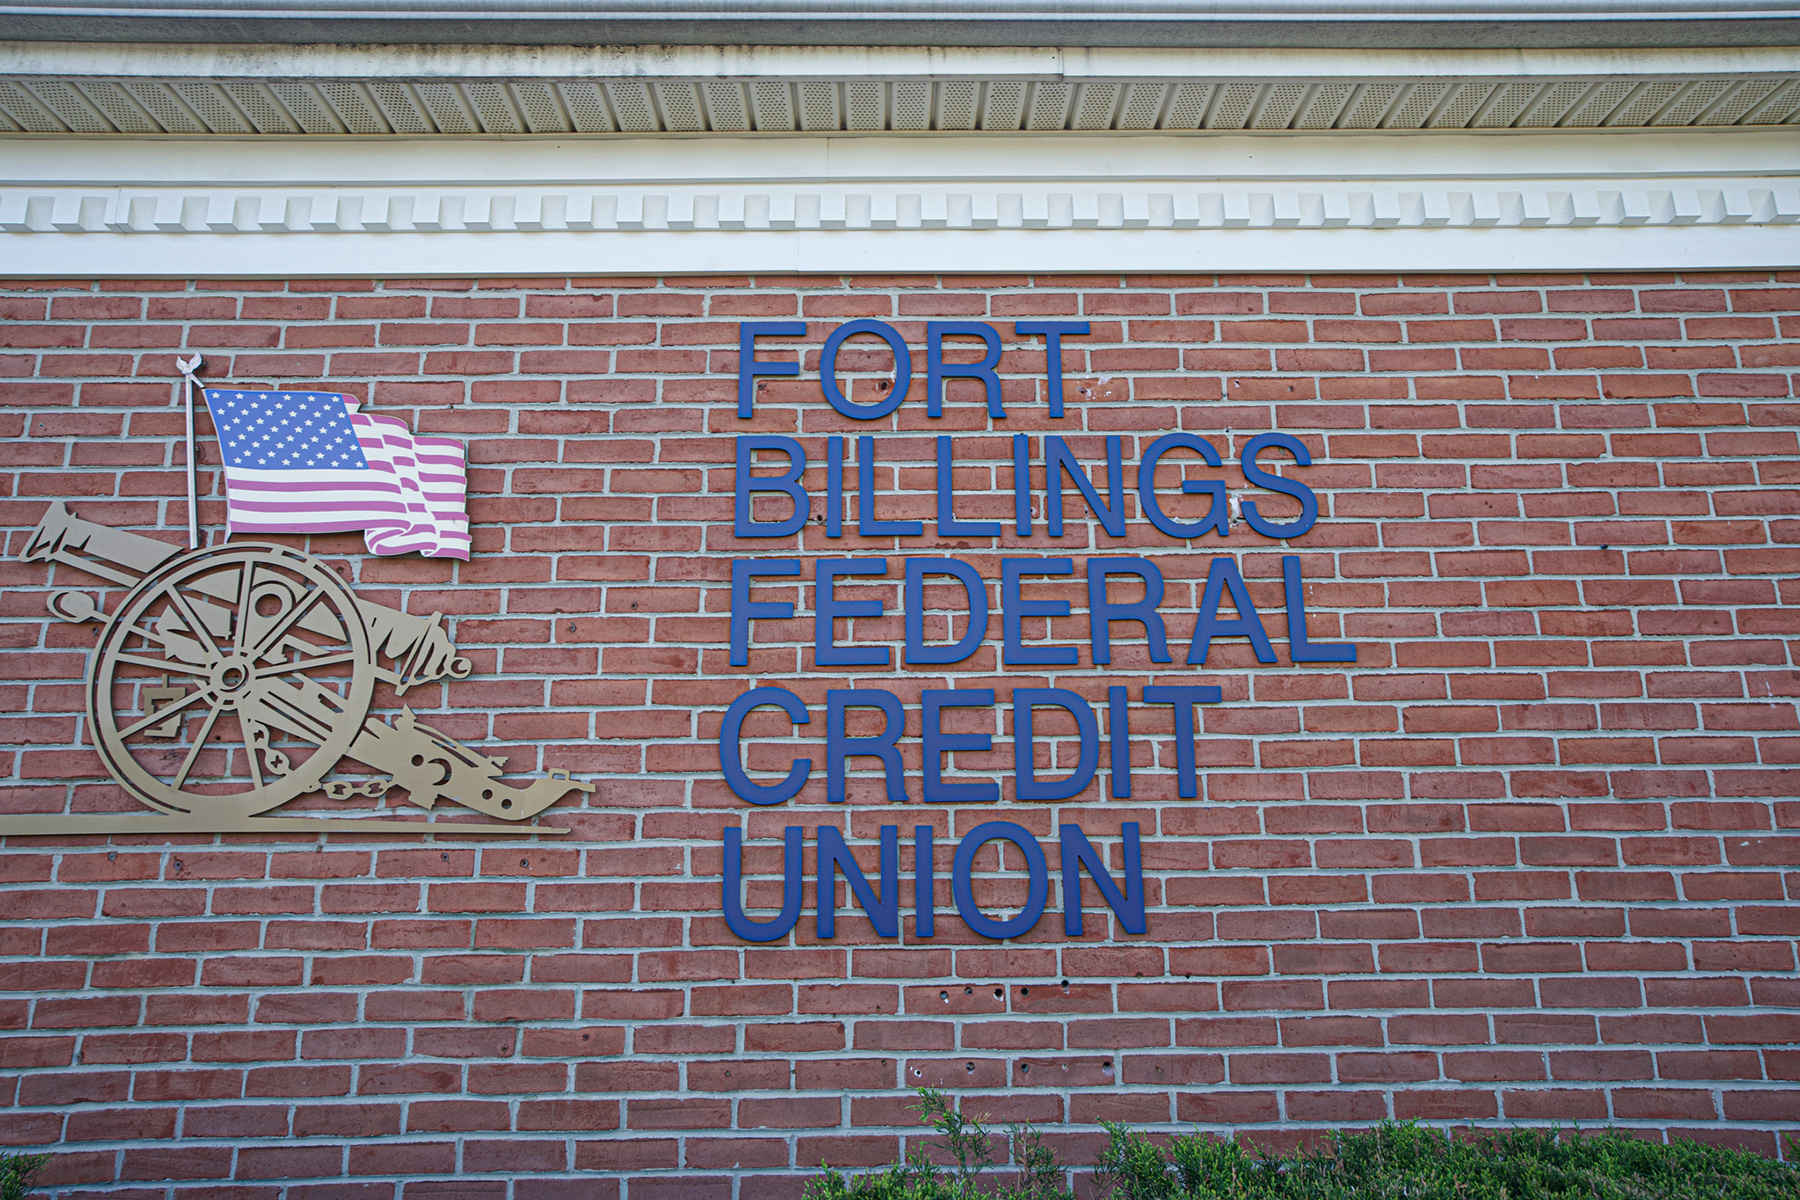 FORT
BILLINGS
FEDERAL
CREDIT
UNION